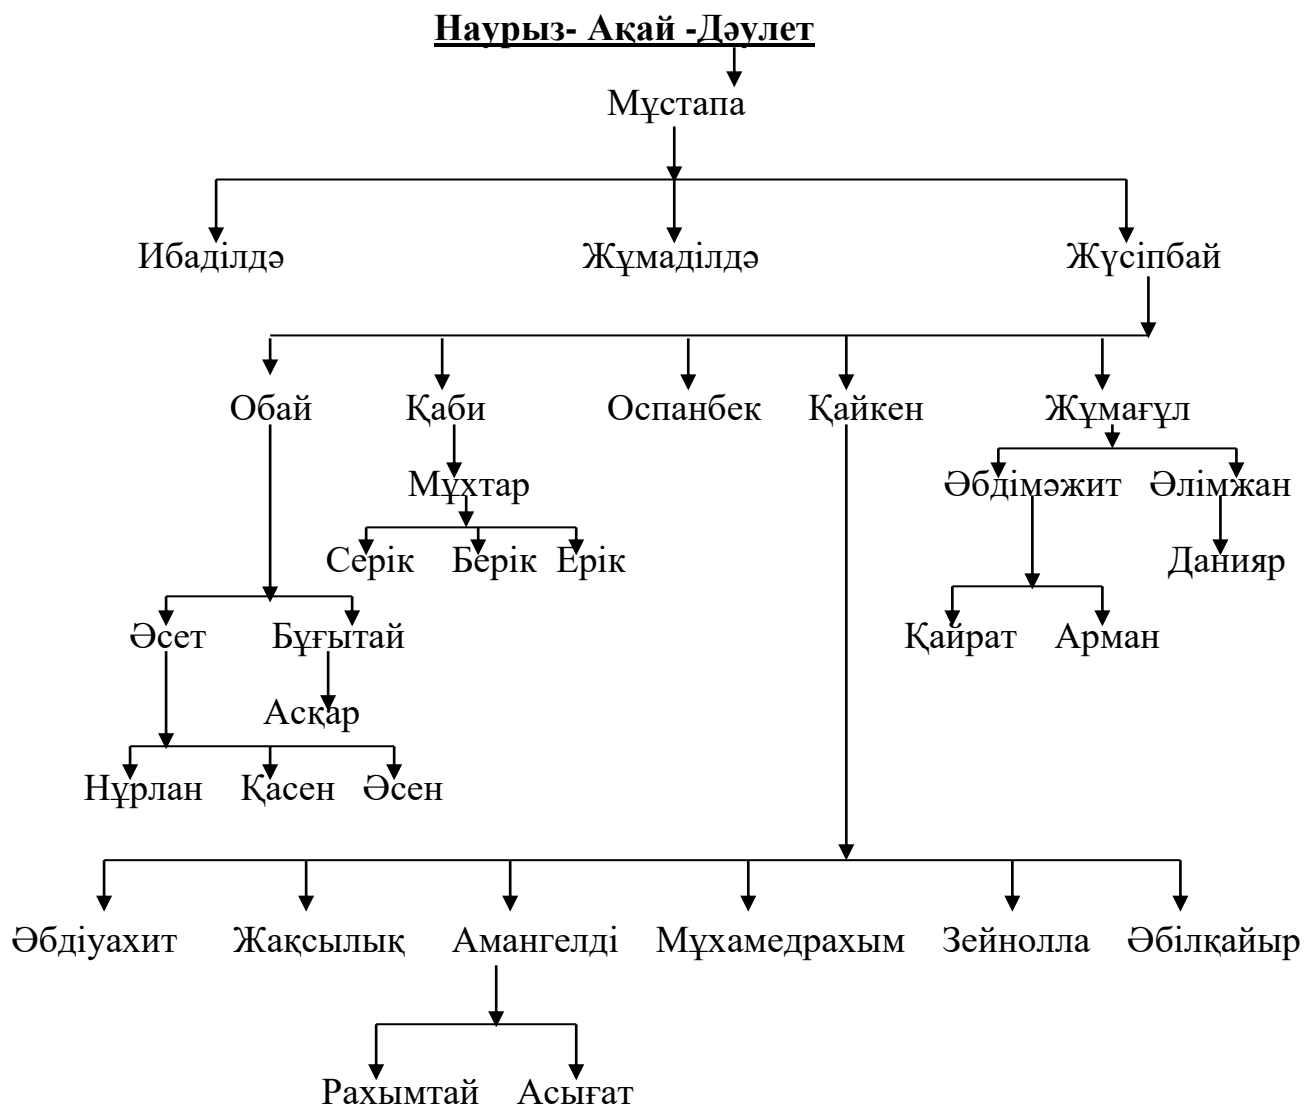 Наурыз- Ақай -Дәулет
Мұстапа
Ибаділдә Жұмаділдә Жүсіпбай
Обай Қаби Оспанбек Қайкен Жұмағұл
Мұхтар Әбдімәжит Әлімжан
Серік Берік Ерік Данияр
Әсет Бұғытай Қайрат Арман
Асқар
Нұрлан Қасен Әсен
Әбдіуахит Жақсылық Амангелді Мұхамедрахым Зейнолла Әбілқайыр
Рахымтай Асығат